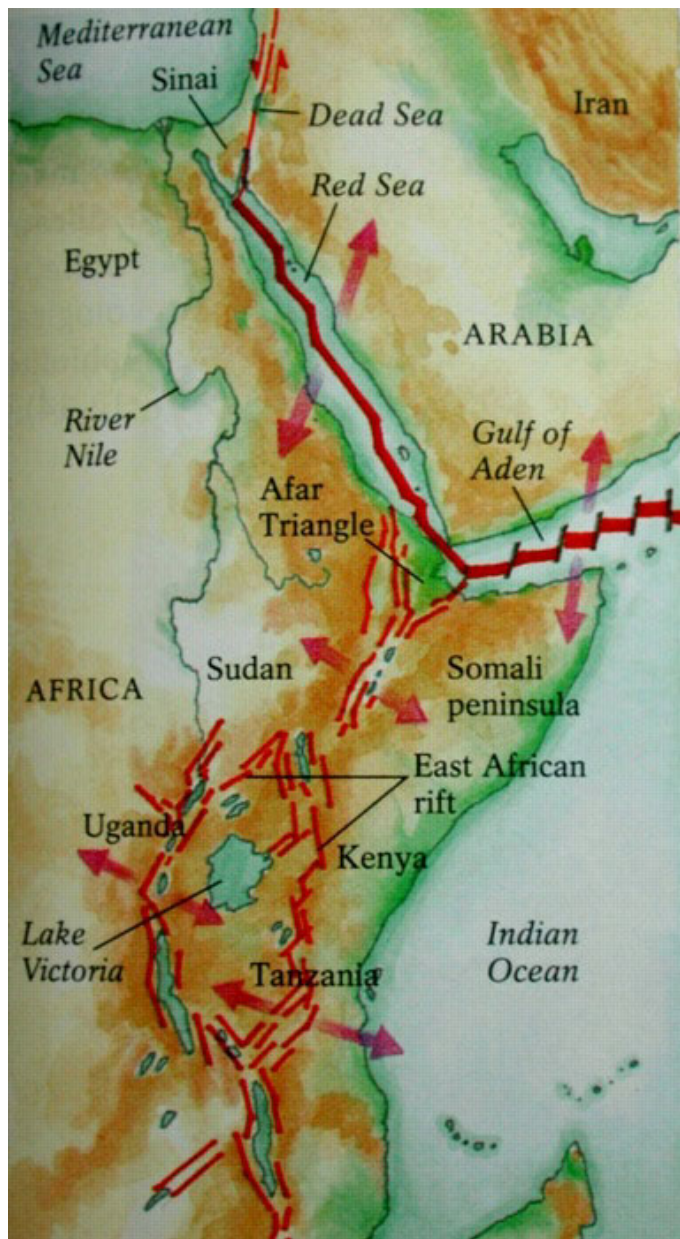 Mediterranean
Sea
Sinai
Dead Sea
Iran
Red Sea
Egypt
ARABIA
River
Nile
Gulf of
Aden
Afar
Triangle
Sudan
Somali
peninsula
AFRICA
East African
rift
Uganda
Kenya
Lake
Victoria
Indian
Ocean
Tanzania